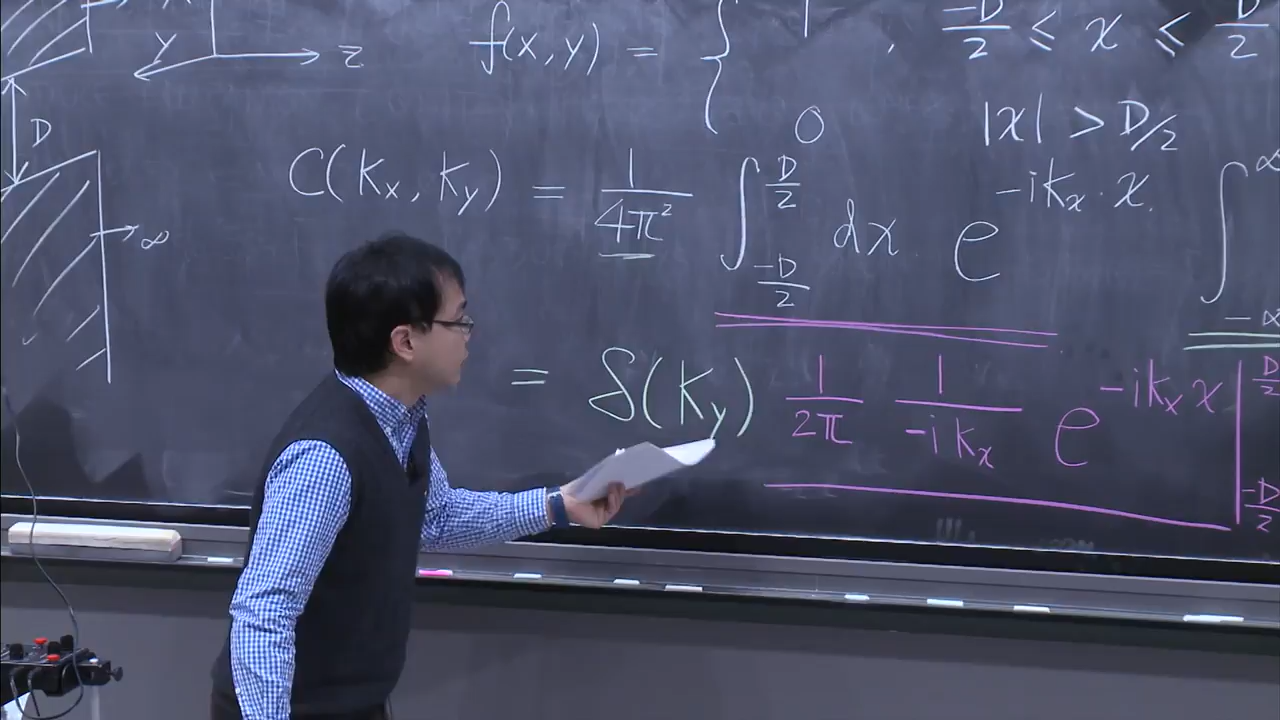 Y Z
f(x,y) = { 1 , -D/2 ≤ x ≤ D/2
0 |x| > D/2
D
∞
C(Kx, Ky) = 1/4π² ∫_{-D/2}^{D/2} dx e^{-iKx·x} ∫_{-∞}^{∞}
= δ(Ky) 1/2π 1/-iKx e^{-iKx x} |_{-D/2}^{D/2}